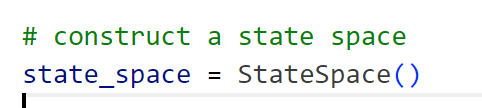 # construct a state space
state_space = StateSpace()